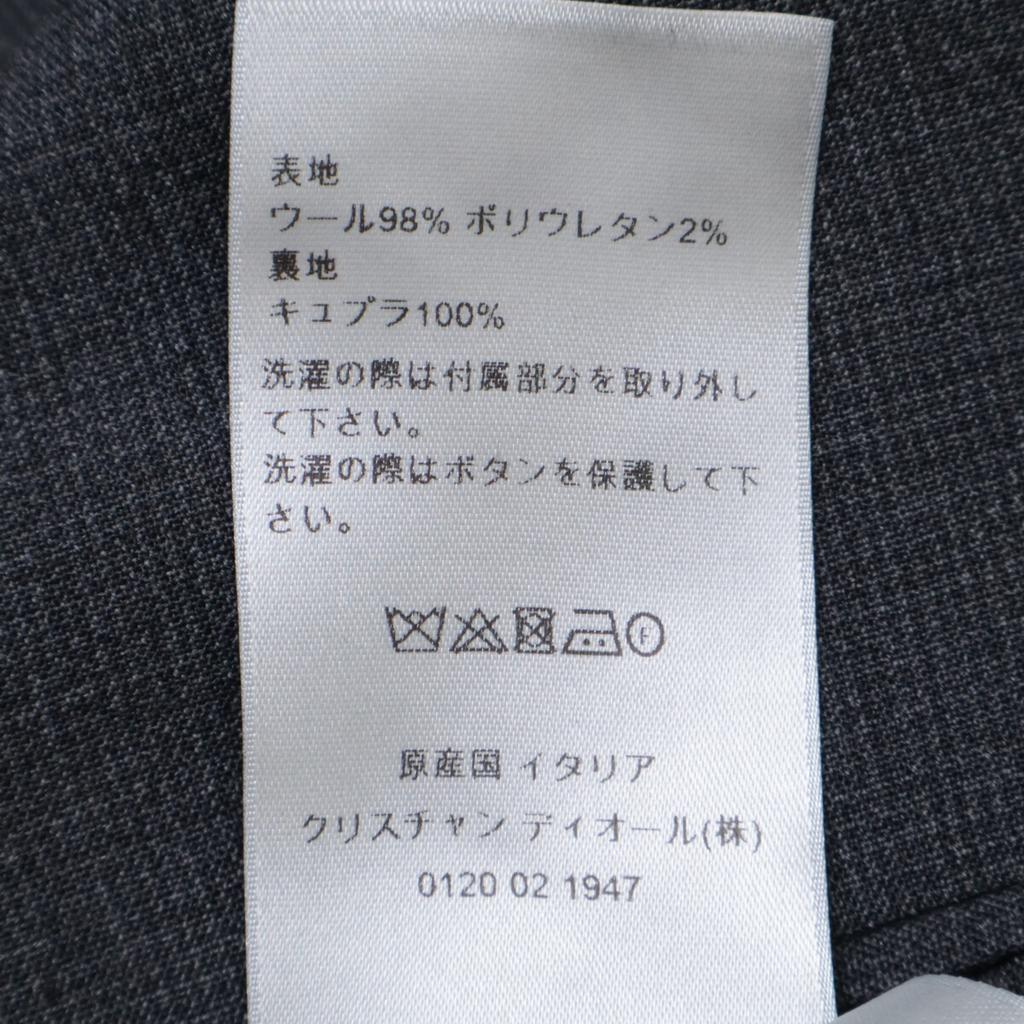 表地
ウール98% ポリウレタン2%
裏地
キュプラ100%
洗濯の際は付属部分を取り外し
て下さい。
洗濯の際はボタンを保護して下
さい。
F
原産国 イタリア
クリスチャン ディオール(株)
0120 02 1947